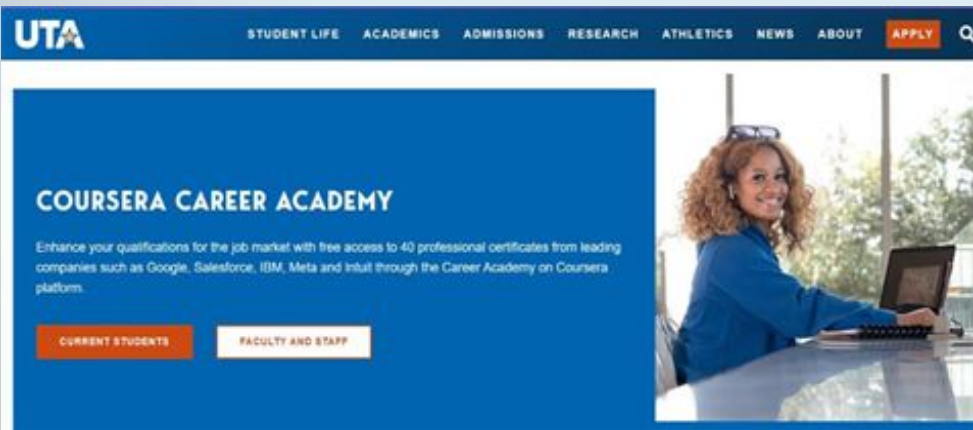 UTA
STUDENT LIFE ACADEMICS ADMISSIONS RESEARCH ATHLETICS NEWS ABOUT APPLY
COURSERA CAREER ACADEMY
Enhance your qualifications for the job market with free access to 40 professional certificates from leading
companies such as Google, Salesforce, IBM, Meta and Intuit through the Career Academy on Coursera
platform.
CURRENT STUDENTS FACULTY AND STAFF